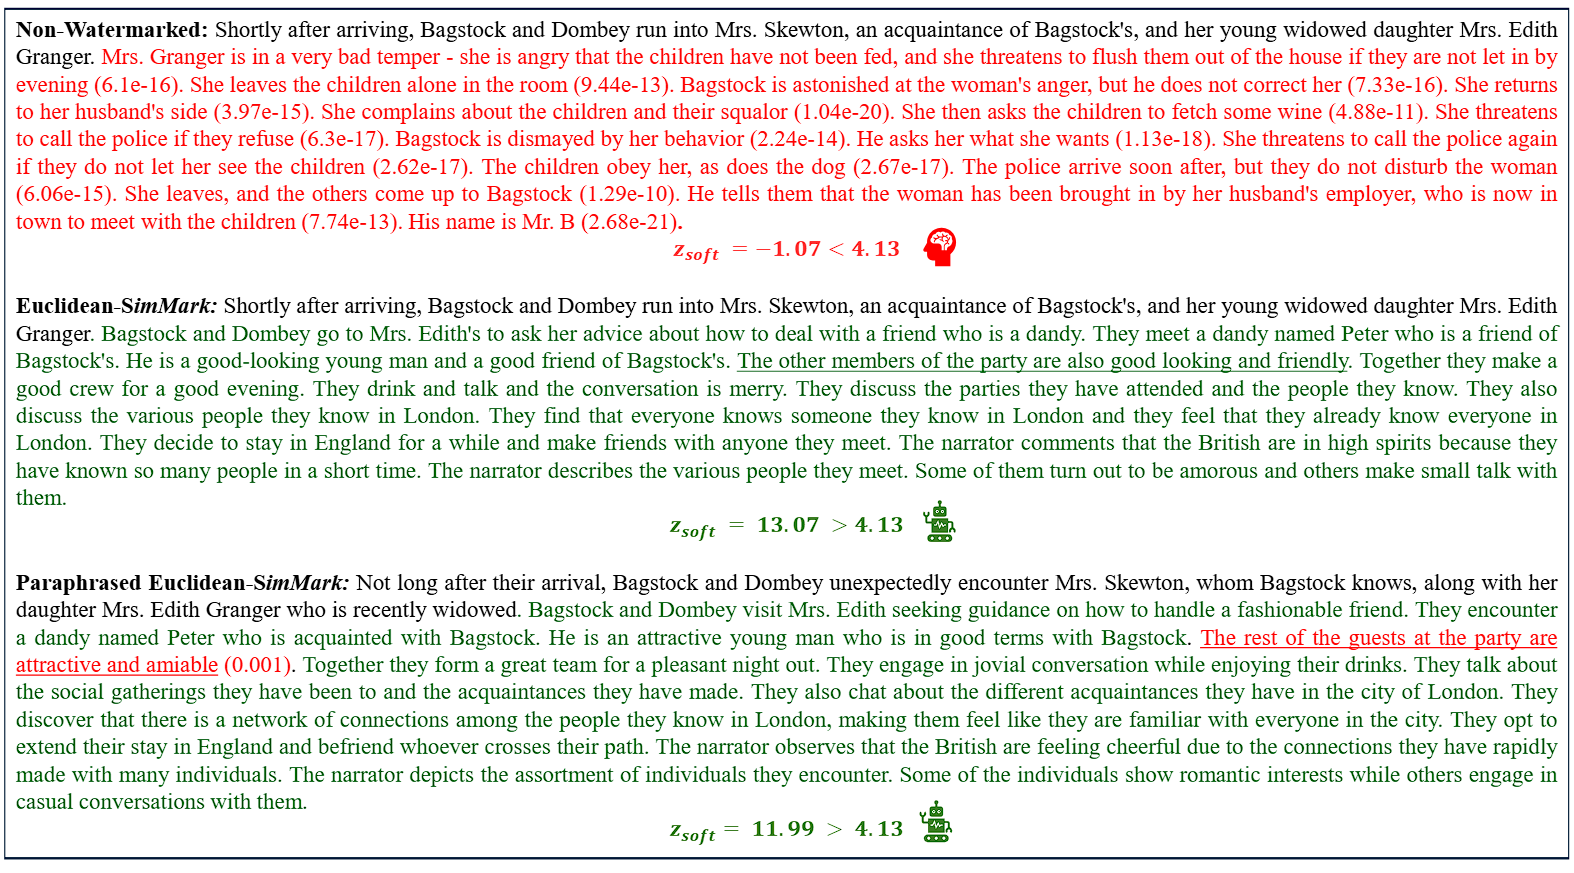 Non-Watermarked: Shortly after arriving, Bagstock and Dombey run into Mrs. Skewton, an acquaintance of Bagstock's, and her young widowed daughter Mrs. Edith
Granger. Mrs. Granger is in a very bad temper - she is angry that the children have not been fed, and she threatens to flush them out of the house if they are not let in by
evening (6.1e-16). She leaves the children alone in the room (9.44e-13). Bagstock is astonished at the woman's anger, but he does not correct her (7.33e-16). She returns
to her husband's side (3.97e-15). She complains about the children and their squalor (1.04e-20). She then asks the children to fetch some wine (4.88e-11). She threatens
to call the police if they refuse (6.3e-17). Bagstock is dismayed by her behavior (2.24e-14). He asks her what she wants (1.13e-18). She threatens to call the police again
if they do not let her see the children (2.62e-17). The children obey her, as does the dog (2.67e-17). The police arrive soon after, but they do not disturb the woman
(6.06e-15). She leaves, and the others come up to Bagstock (1.29e-10). He tells them that the woman has been brought in by her husband's employer, who is now in
town to meet with the children (7.74e-13). His name is Mr. B (2.68e-21).
z_soft = −1.07 < 4.13
Euclidean-SimMark: Shortly after arriving, Bagstock and Dombey run into Mrs. Skewton, an acquaintance of Bagstock's, and her young widowed daughter Mrs. Edith
Granger. Bagstock and Dombey go to Mrs. Edith's to ask her advice about how to deal with a friend who is a dandy. They meet a dandy named Peter who is a friend of
Bagstock's. He is a good-looking young man and a good friend of Bagstock's. The other members of the party are also good looking and friendly. Together they make a
good crew for a good evening. They drink and talk and the conversation is merry. They discuss the parties they have attended and the people they know. They also
discuss the various people they know in London. They find that everyone knows someone they know in London and they feel that they already know everyone in
London. They decide to stay in England for a while and make friends with anyone they meet. The narrator comments that the British are in high spirits because they
have known so many people in a short time. The narrator describes the various people they meet. Some of them turn out to be amorous and others make small talk with
them.
z_soft = 13.07 > 4.13
Paraphrased Euclidean-SimMark: Not long after their arrival, Bagstock and Dombey unexpectedly encounter Mrs. Skewton, whom Bagstock knows, along with her
daughter Mrs. Edith Granger who is recently widowed. Bagstock and Dombey visit Mrs. Edith seeking guidance on how to handle a fashionable friend. They encounter
a dandy named Peter who is acquainted with Bagstock. He is an attractive young man who is in good terms with Bagstock. The rest of the guests at the party are
attractive and amiable (0.001). Together they form a great team for a pleasant night out. They engage in jovial conversation while enjoying their drinks. They talk about
the social gatherings they have been to and the acquaintances they have made. They also chat about the different acquaintances they have in the city of London. They
discover that there is a network of connections among the people they know in London, making them feel like they are familiar with everyone in the city. They opt to
extend their stay in England and befriend whoever crosses their path. The narrator observes that the British are feeling cheerful due to the connections they have rapidly
made with many individuals. The narrator depicts the assortment of individuals they encounter. Some of the individuals show romantic interests while others engage in
casual conversations with them.
z_soft = 11.99 > 4.13